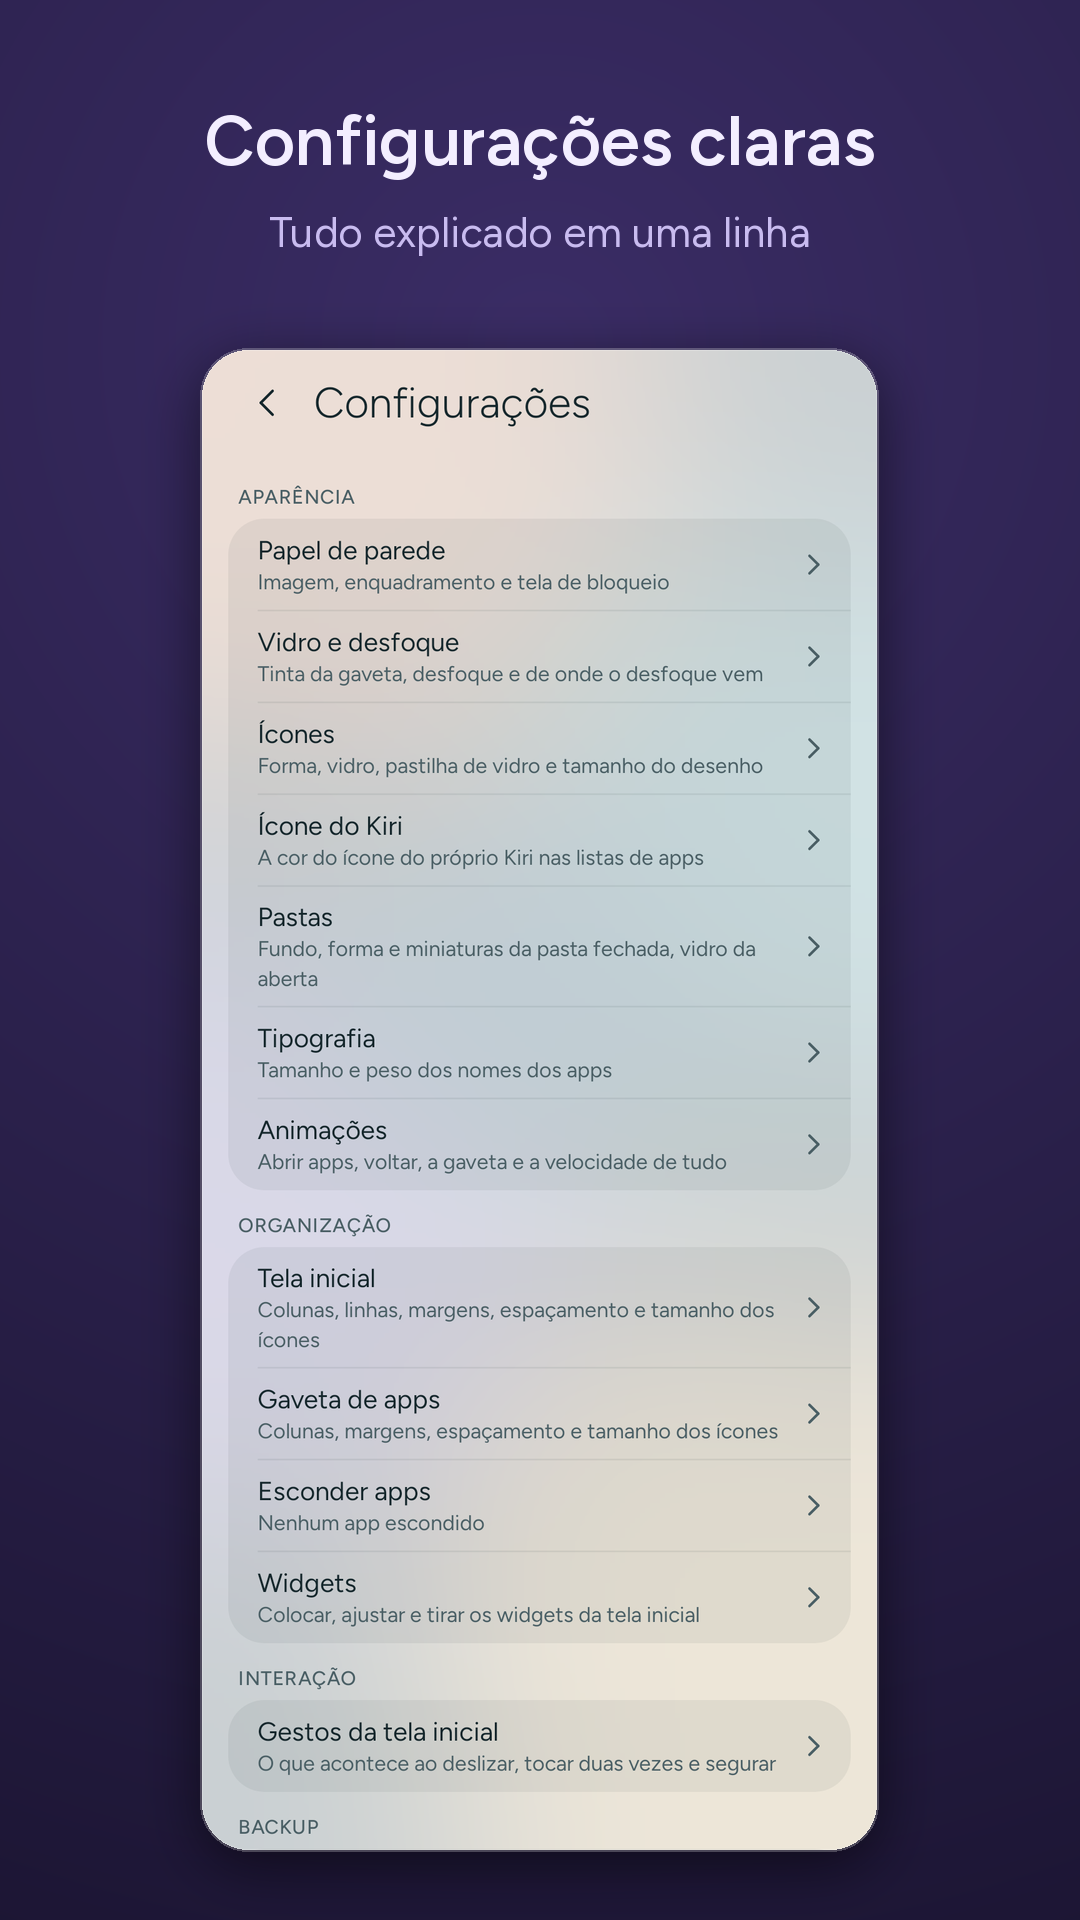 Configurações claras
Tudo explicado em uma linha
Configurações
APARÊNCIA
Papel de parede
Imagem, enquadramento e tela de bloqueio
Vidro e desfoque
Tinta da gaveta, desfoque e de onde o desfoque vem
Ícones
Forma, vidro, pastilha de vidro e tamanho do desenho
Ícone do Kiri
A cor do ícone do próprio Kiri nas listas de apps
Pastas
Fundo, forma e miniaturas da pasta fechada, vidro da
aberta
Tipografia
Tamanho e peso dos nomes dos apps
Animações
Abrir apps, voltar, a gaveta e a velocidade de tudo
ORGANIZAÇÃO
Tela inicial
Colunas, linhas, margens, espaçamento e tamanho dos
ícones
Gaveta de apps
Colunas, margens, espaçamento e tamanho dos ícones
Esconder apps
Nenhum app escondido
Widgets
Colocar, ajustar e tirar os widgets da tela inicial
INTERAÇÃO
Gestos da tela inicial
O que acontece ao deslizar, tocar duas vezes e segurar
BACKUP